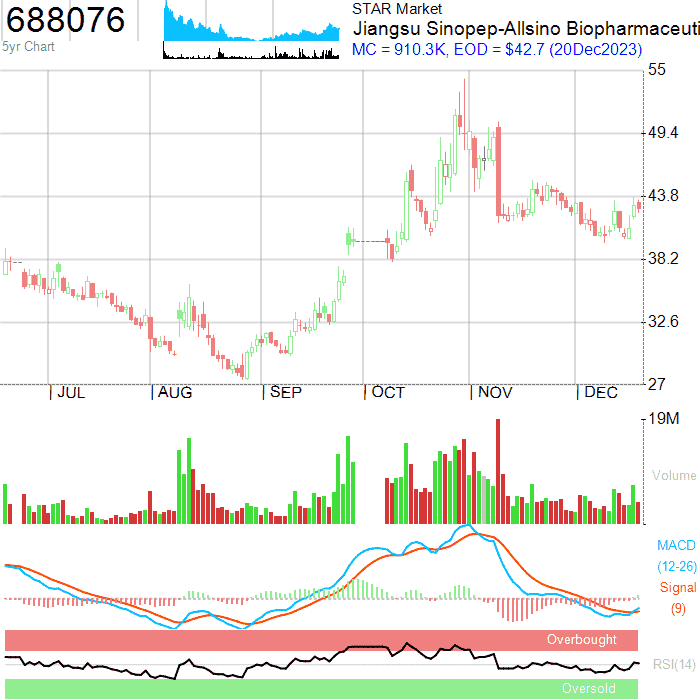 688076
5yr Chart
STAR Market
Jiangsu Sinopep-Allsino Biopharmaceuti
MC = 910.3K, EOD = $42.7 (20Dec2023)
55
49.4
43.8
38.2
32.6
27
JUL
AUG
SEP
OCT
NOV
DEC
19M
Volume
MACD
(12-26)
Signal
(9)
Overbought
RSI(14)
Oversold